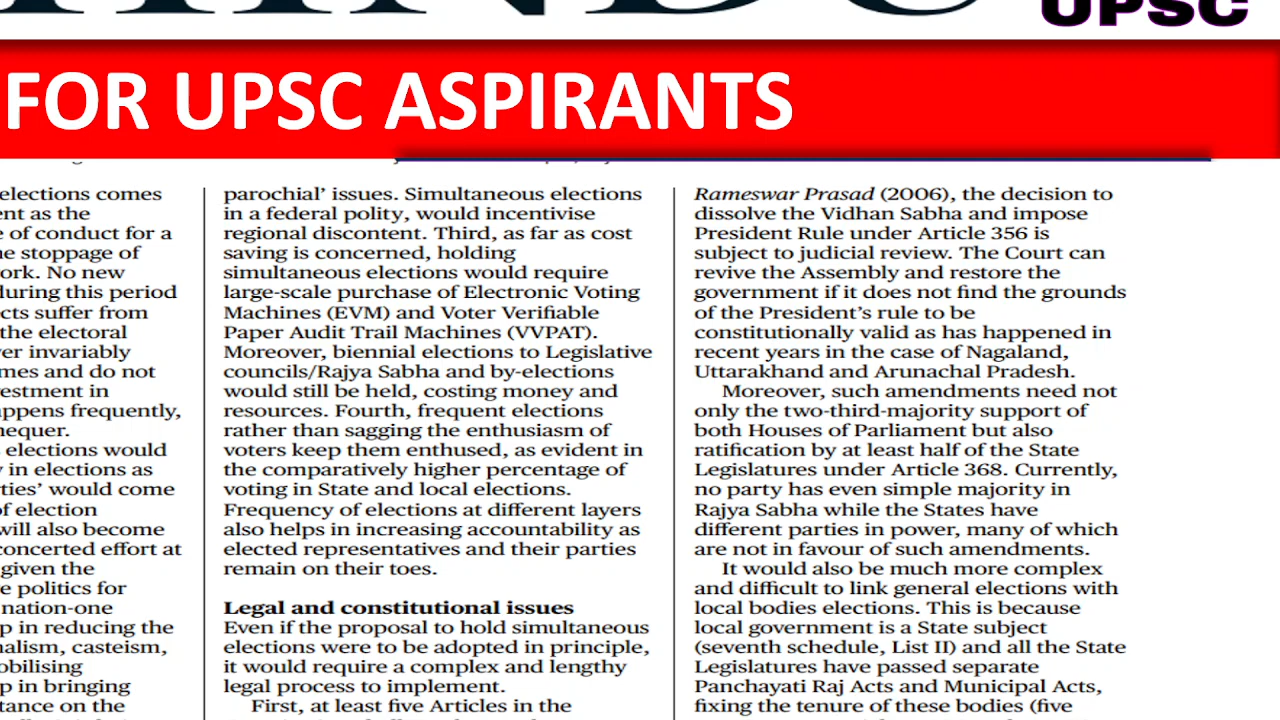 UPSC
FOR UPSC ASPIRANTS
elections comes
ent as the
e of conduct for a
he stoppage of
ork. No new
during this period
cts suffer from
the electoral
er invariably
mes and do not
estment in
appens frequently,
hequer.
elections would
y in elections as
ties’ would come
of election
will also become
concerted effort at
given the
e politics for
nation-one
p in reducing the
nalism, casteism,
obilising
p in bringing
tance on the
parochial’ issues. Simultaneous elections
in a federal polity, would incentivise
regional discontent. Third, as far as cost
saving is concerned, holding
simultaneous elections would require
large-scale purchase of Electronic Voting
Machines (EVM) and Voter Verifiable
Paper Audit Trail Machines (VVPAT).
Moreover, biennial elections to Legislative
councils/Rajya Sabha and by-elections
would still be held, costing money and
resources. Fourth, frequent elections
rather than sagging the enthusiasm of
voters keep them enthused, as evident in
the comparatively higher percentage of
voting in State and local elections.
Frequency of elections at different layers
also helps in increasing accountability as
elected representatives and their parties
remain on their toes.
Legal and constitutional issues
Even if the proposal to hold simultaneous
elections were to be adopted in principle,
it would require a complex and lengthy
legal process to implement.
First, at least five Articles in the
Rameswar Prasad (2006), the decision to
dissolve the Vidhan Sabha and impose
President Rule under Article 356 is
subject to judicial review. The Court can
revive the Assembly and restore the
government if it does not find the grounds
of the President’s rule to be
constitutionally valid as has happened in
recent years in the case of Nagaland,
Uttarakhand and Arunachal Pradesh.
Moreover, such amendments need not
only the two-third-majority support of
both Houses of Parliament but also
ratification by at least half of the State
Legislatures under Article 368. Currently,
no party has even simple majority in
Rajya Sabha while the States have
different parties in power, many of which
are not in favour of such amendments.
It would also be much more complex
and difficult to link general elections with
local bodies elections. This is because
local government is a State subject
(seventh schedule, List II) and all the State
Legislatures have passed separate
Panchayati Raj Acts and Municipal Acts,
fixing the tenure of these bodies (five